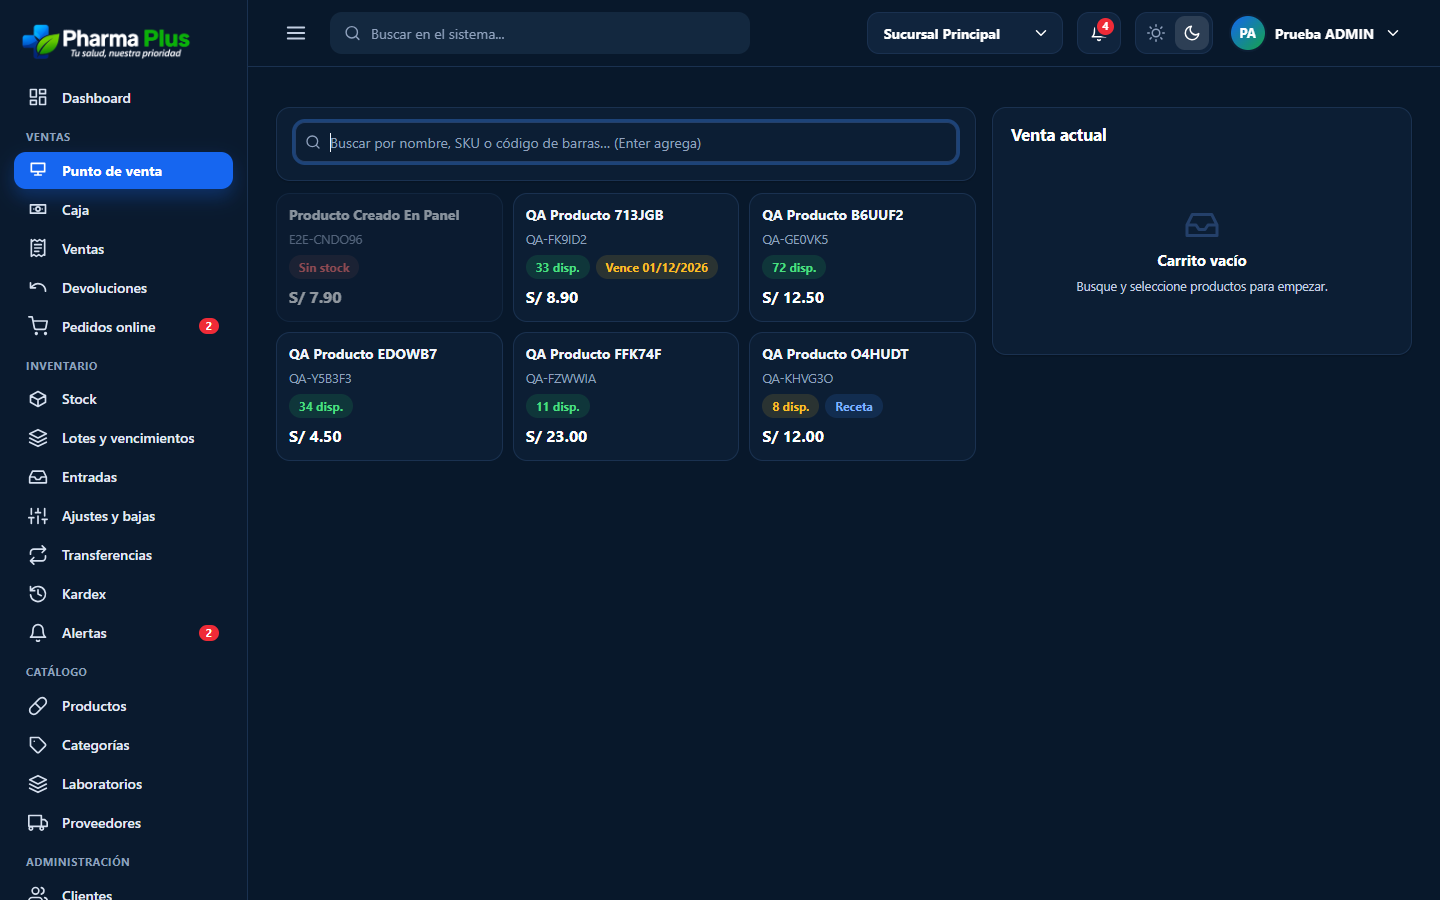 Pharma Plus
Tu salud, nuestra prioridad
Dashboard
VENTAS
Punto de venta
Caja
Ventas
Devoluciones
Pedidos online 2
INVENTARIO
Stock
Lotes y vencimientos
Entradas
Ajustes y bajas
Transferencias
Kardex
Alertas 2
CATÁLOGO
Productos
Categorías
Laboratorios
Proveedores
ADMINISTRACIÓN
Clientes
Buscar en el sistema...
Sucursal Principal
4
PA Prueba ADMIN
Buscar por nombre, SKU o código de barras... (Enter agrega)
Producto Creado En Panel
E2E-CNDO96
Sin stock
S/ 7.90
QA Producto 713JGB
QA-FK9ID2
33 disp. Vence 01/12/2026
S/ 8.90
QA Producto B6UUF2
QA-GE0VK5
72 disp.
S/ 12.50
QA Producto EDOWB7
QA-Y5B3F3
34 disp.
S/ 4.50
QA Producto FFK74F
QA-FZWWIA
11 disp.
S/ 23.00
QA Producto O4HUDT
QA-KHVG3O
8 disp. Receta
S/ 12.00
Venta actual
Carrito vacío
Busque y seleccione productos para empezar.